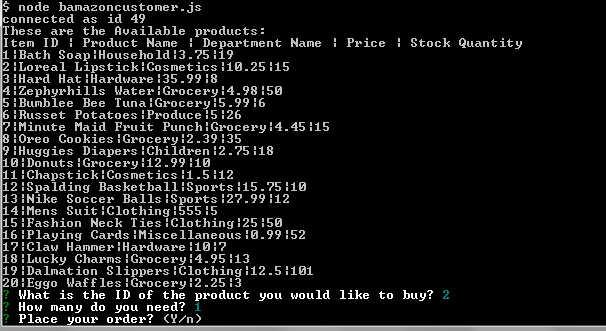 $ node bamazoncustomer.js
connected as id 49
These are the Available products:
Item ID ¦ Product Name ¦ Department Name ¦ Price ¦ Stock Quantity
1¦Bath Soap¦Household¦3.75¦19
2¦Loreal Lipstick¦Cosmetics¦10.25¦15
3¦Hard Hat¦Hardware¦35.99¦8
4¦Zephyrhills Water¦Grocery¦4.98¦50
5¦Bumblee Bee Tuna¦Grocery¦5.99¦6
6¦Russet Potatoes¦Produce¦5¦26
7¦Minute Maid Fruit Punch¦Grocery¦4.45¦15
8¦Oreo Cookies¦Grocery¦2.39¦35
9¦Huggies Diapers¦Children¦2.75¦18
10¦Donuts¦Grocery¦12.99¦10
11¦Chapstick¦Cosmetics¦1.5¦12
12¦Spalding Basketball¦Sports¦15.75¦10
13¦Nike Soccer Balls¦Sports¦27.99¦12
14¦Mens Suit¦Clothing¦555¦5
15¦Fashion Neck Ties¦Clothing¦25¦50
16¦Playing Cards¦Miscellaneous¦0.99¦52
17¦Claw Hammer¦Hardware¦10¦7
18¦Lucky Charms¦Grocery¦4.95¦13
19¦Dalmation Slippers¦Clothing¦12.5¦101
20¦Eggo Waffles¦Grocery¦2.25¦3
? What is the ID of the product you would like to buy? 2
? How many do you need? 1
? Place your order? (Y/n)